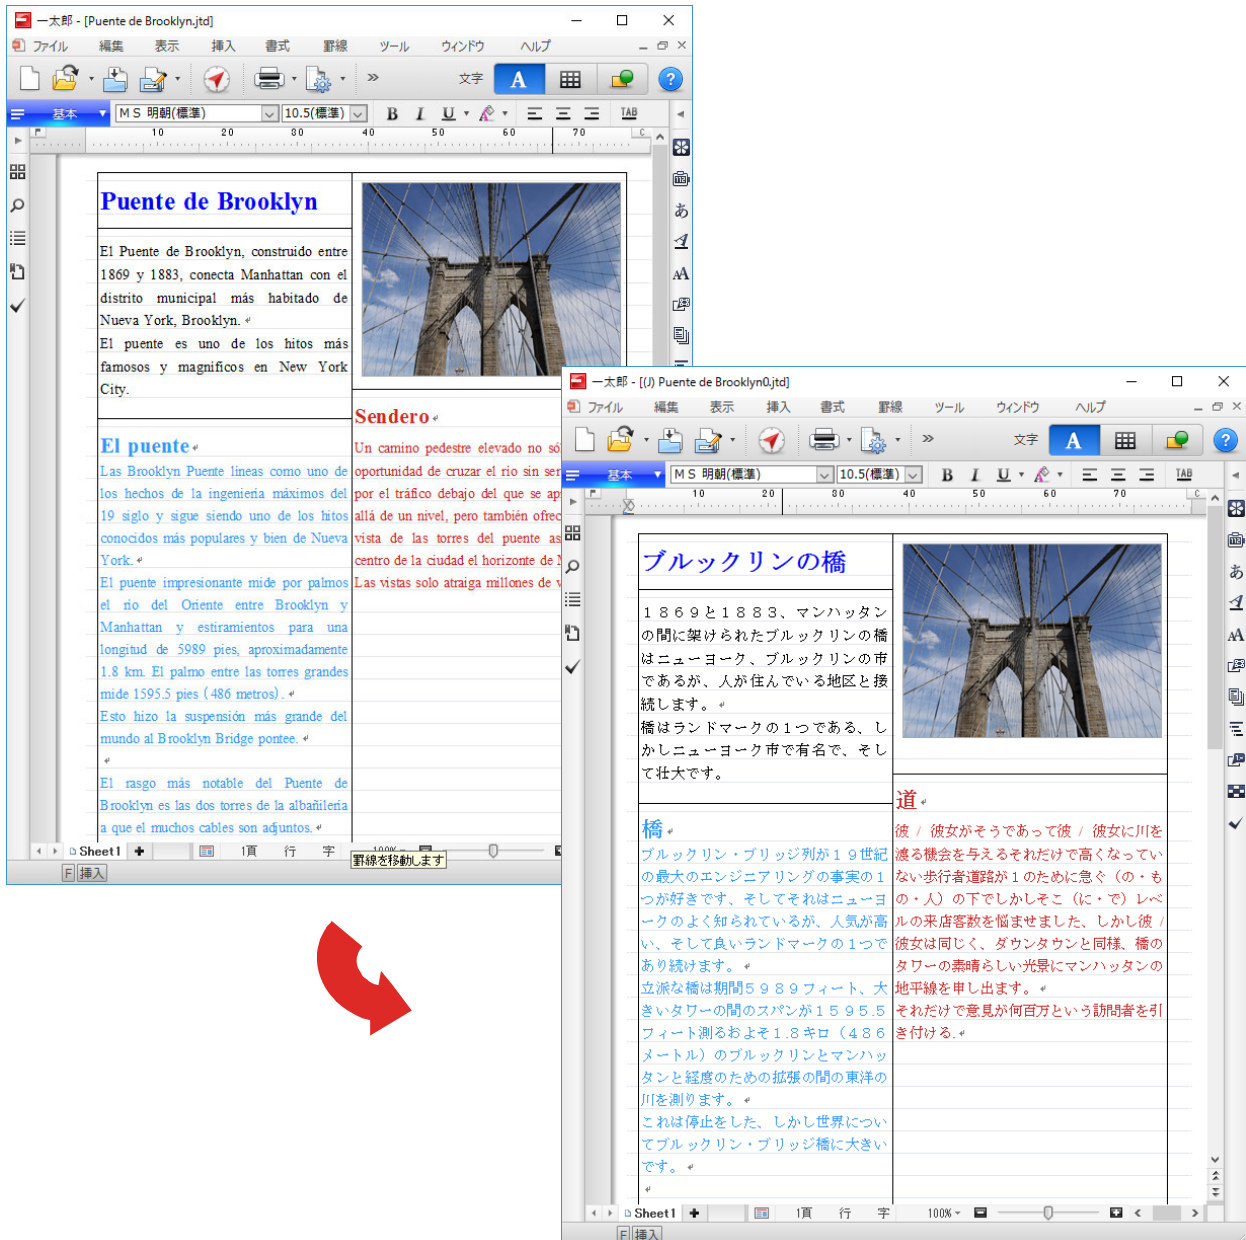 一太郎 - [Puente de Brooklyn.jtd]
ファイル 編集 表示 挿入 書式 罫線 ツール ウィンドウ ヘルプ
文字 A
基本 ＭＳ 明朝(標準) 10.5(標準) B I U TAB
10 20 30 40 50 60 70
Puente de Brooklyn
El Puente de Brooklyn, construido entre
1869 y 1883, conecta Manhattan con el
distrito municipal más habitado de
Nueva York, Brooklyn.
El puente es uno de los hitos más
famosos y magníficos en New York
City.
El puente
Las Brooklyn Puente líneas como uno de
los hechos de la ingeniería máximos del
19 siglo y sigue siendo uno de los hitos
conocidos más populares y bien de Nueva
York.
El puente impresionante mide por palmos
el río del Oriente entre Brooklyn y
Manhattan y estiramientos para una
longitud de 5989 pies, aproximadamente
1.8 km. El palmo entre las torres grandes
mide 1595.5 pies (486 metros).
Esto hizo la suspensión más grande del
mundo al Brooklyn Bridge pontee.
El rasgo más notable del Puente de
Brooklyn es las dos torres de la albañilería
a que el muchos cables son adjuntos.
Sendero
Un camino pedestre elevado no só
oportunidad de cruzar el río sin ser
por el tráfico debajo del que se ap
allá de un nivel, pero también ofrec
vista de las torres del puente as
centro de la ciudad el horizonte de
Las vistas solo atraiga millones de v
Sheet1 1頁 行 字 100%
罫線を移動します
挿入
一太郎 - [(J) Puente de Brooklyn0.jtd]
ファイル 編集 表示 挿入 書式 罫線 ツール ウィンドウ ヘルプ
文字 A
基本 ＭＳ 明朝(標準) 10.5(標準) B I U TAB
10 20 30 40 50 60 70
ブルックリンの橋
１８６９と１８８３、マンハッタン
の間に架けられたブルックリンの橋
はニューヨーク、ブルックリンの市
であるが、人が住んでいる地区と接
続します。
橋はランドマークの１つである、し
かしニューヨーク市で有名で、そし
て壮大です。
橋
ブルックリン・ブリッジ列が１９世紀
の最大のエンジニアリングの事実の１
つが好きです、そしてそれはニューヨ
ークのよく知られているが、人気が高
い、そして良いランドマークの１つで
あり続けます。
立派な橋は期間５９８９フィート、大
きいタワーの間のスパンが１５９５.５
フィート測るおよそ１.８キロ（４８６
メートル）のブルックリンとマンハッ
タンと経度のための拡張の間の東洋の
川を測ります。
これは停止をした、しかし世界につい
てブルックリン・ブリッジ橋に大きい
です。
道
彼 / 彼女がそうであって彼 / 彼女に川を
渡る機会を与えるそれだけで高くなってい
ない歩行者道路が１のために急ぐ（の・も
の・人）の下でしかしそこ（に・で）レベ
ルの来店客数を悩ませました、しかし彼 /
彼女は同じく、ダウンタウンと同様、橋の
タワーの素晴らしい光景にマンハッタンの
地平線を申し出ます。
それだけで意見が何百万という訪問者を引
き付ける.
Sheet1 1頁 行 字 100%
挿入